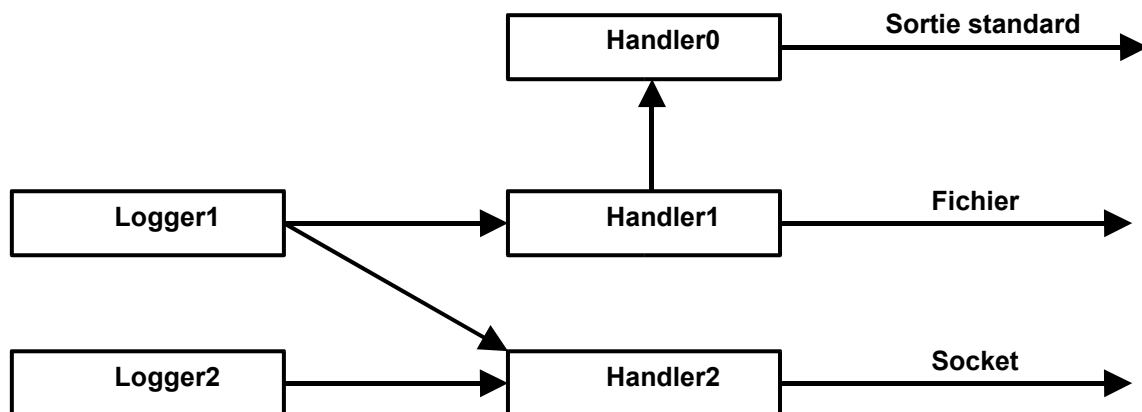 Handler0
Sortie standard
Logger1
Handler1
Fichier
Logger2
Handler2
Socket